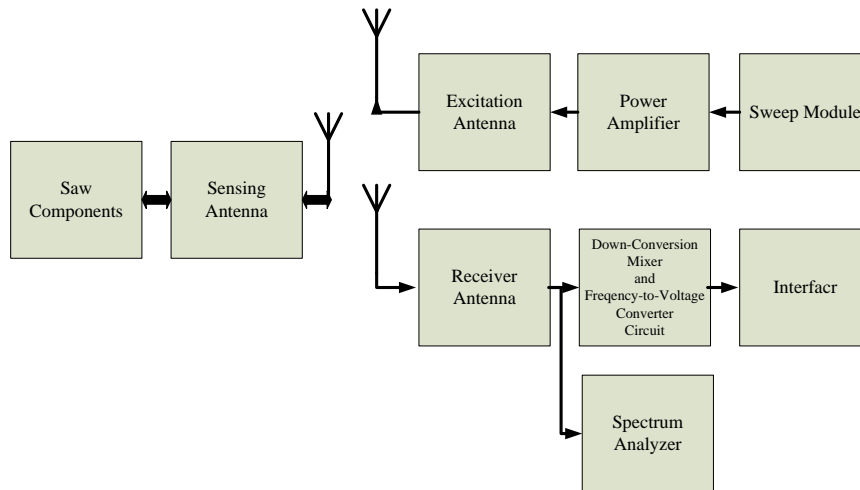 Excitation
Antenna
Power
Amplifier
Sweep Module
Saw
Components
Sensing
Antenna
Receiver
Antenna
Down-Conversion
Mixer
and
Freqency-to-Voltage
Converter
Circuit
Interfacr
Spectrum
Analyzer